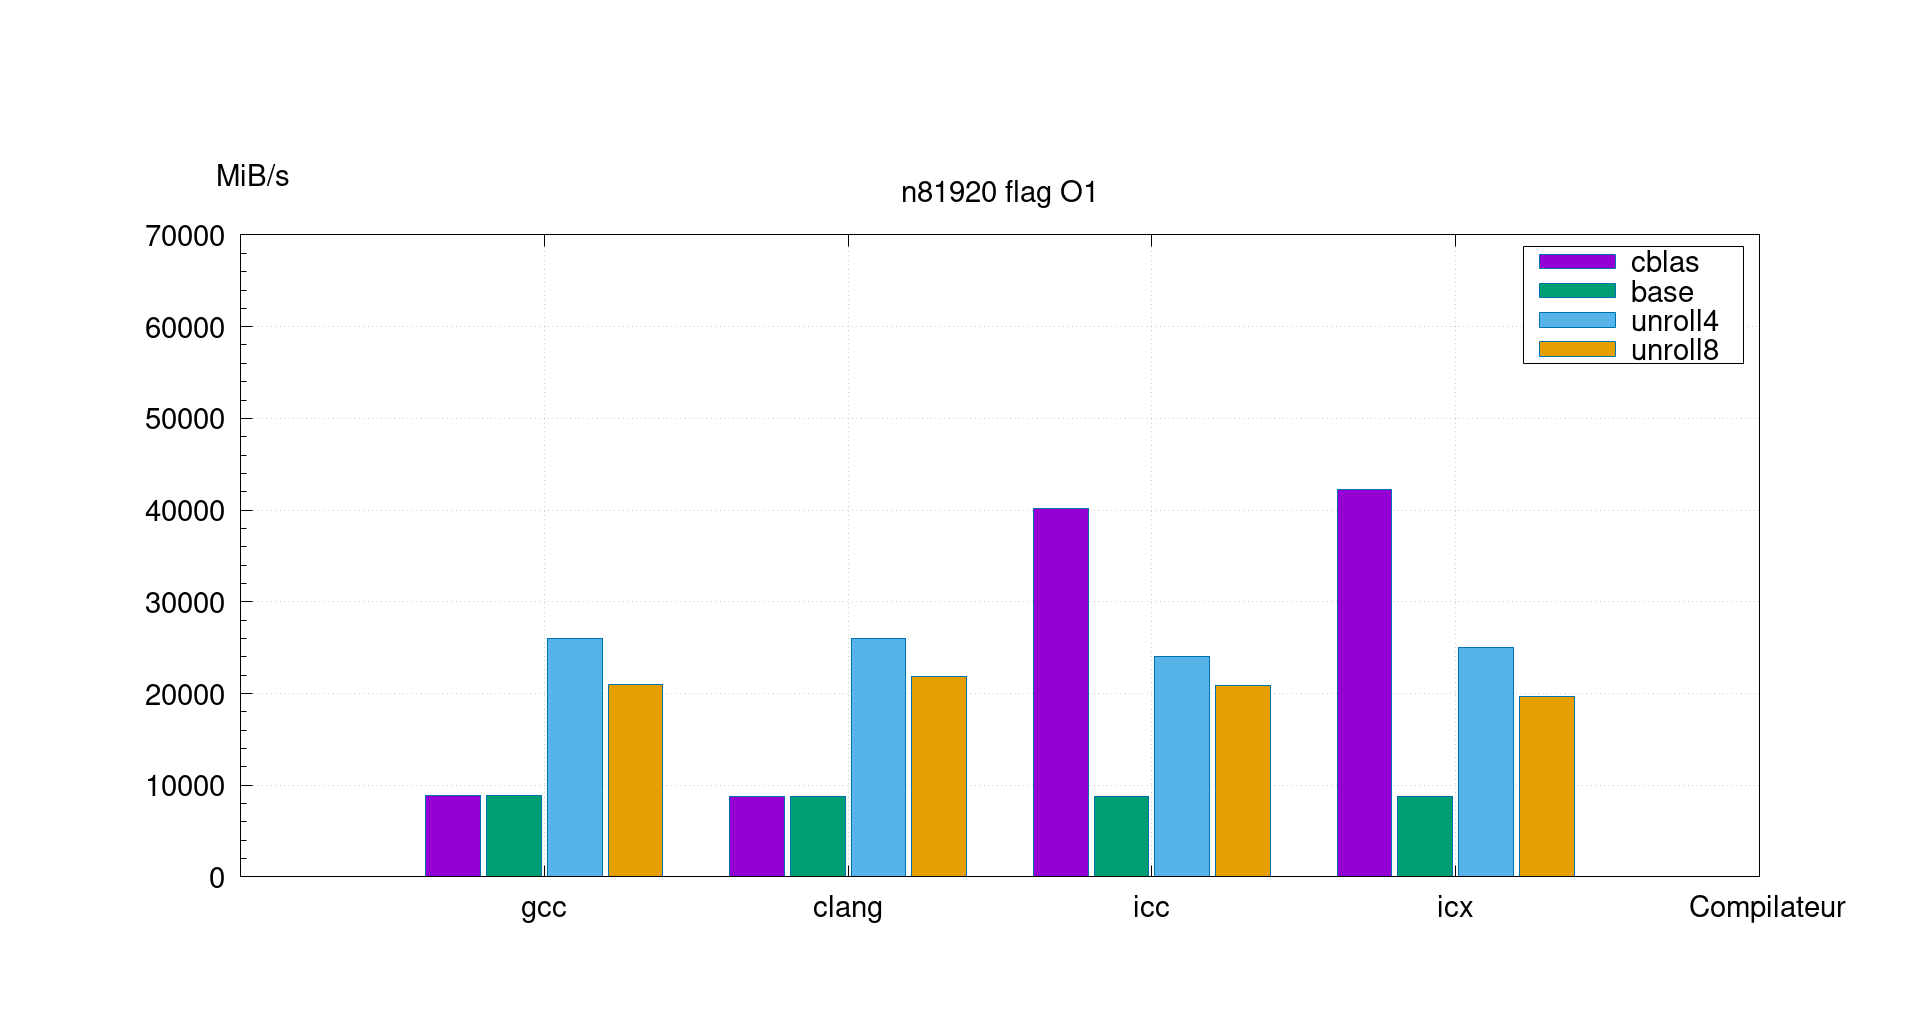 MiB/s
n81920 flag O1
70000
60000
50000
40000
30000
20000
10000
0
cblas
base
unroll4
unroll8
gcc clang icc icx Compilateur